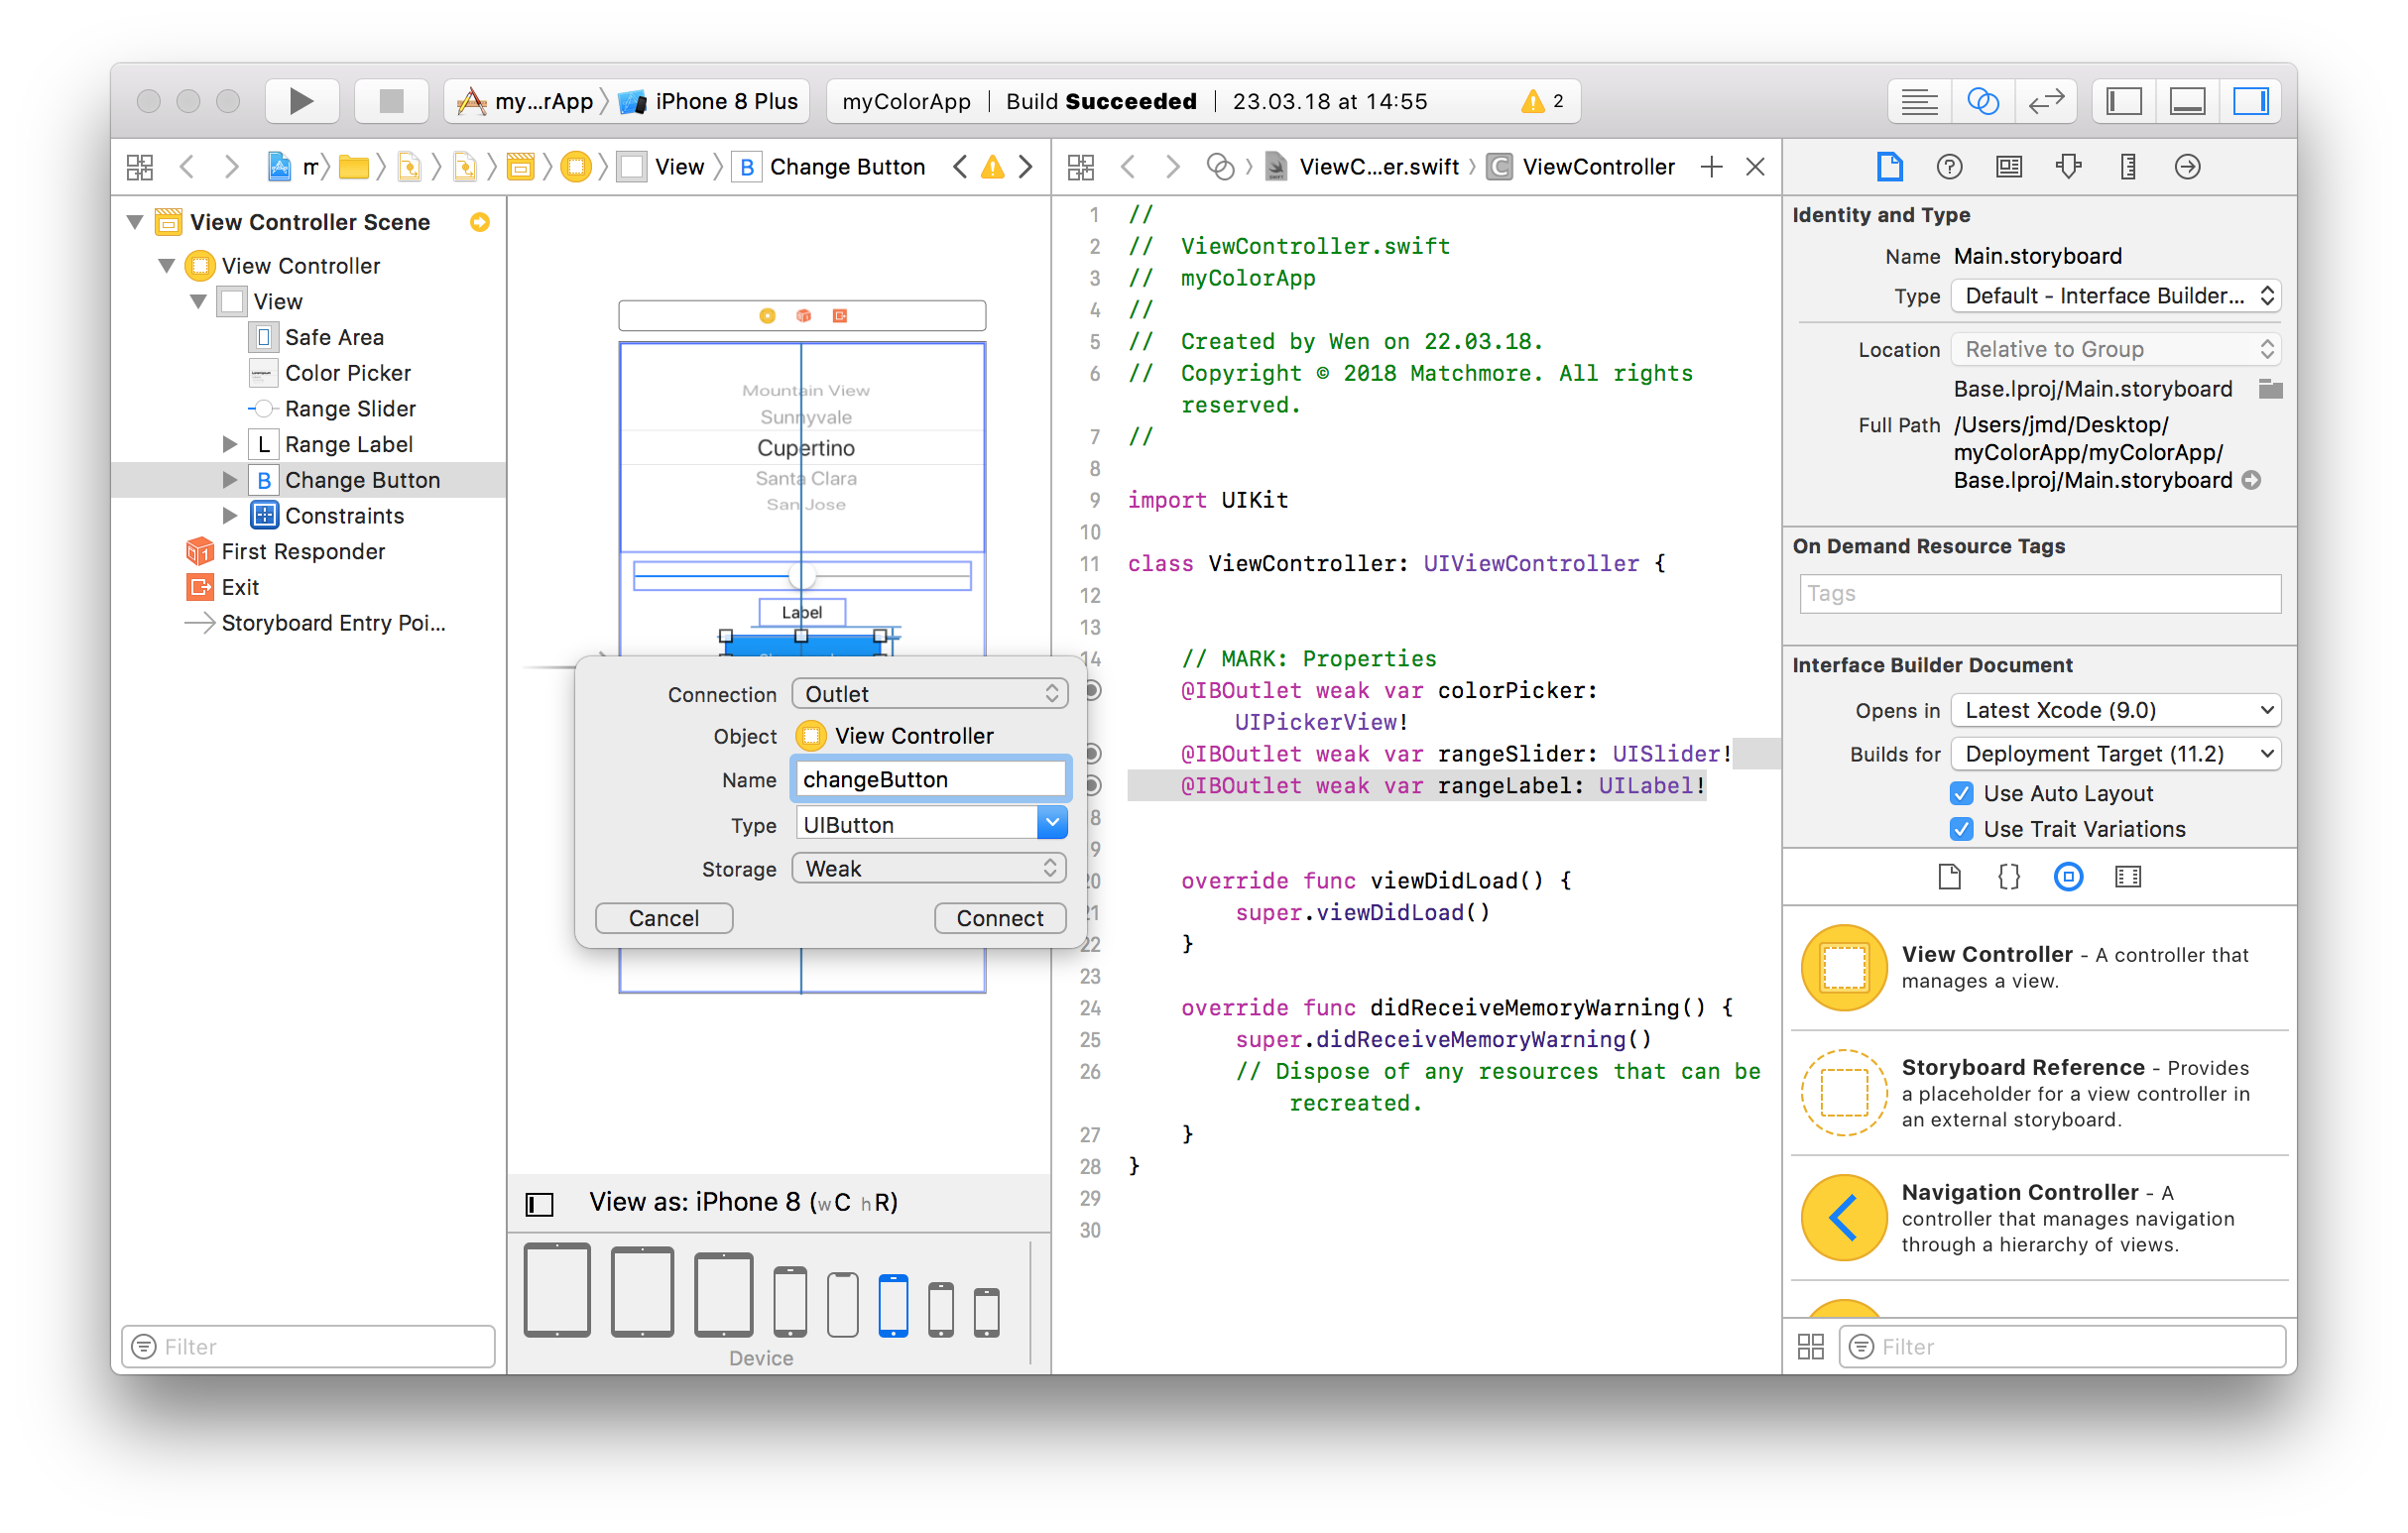 my...rApp
iPhone 8 Plus
myColorApp
Build Succeeded
23.03.18 at 14:55
2
View
B
Change Button
ViewC...er.swift
C
ViewController
View Controller Scene
View Controller
View
Safe Area
Color Picker
Range Slider
L Range Label
B Change Button
Constraints
First Responder
Exit
Storyboard Entry Poi...
Filter
Mountain View
Sunnyvale
Cupertino
Santa Clara
San Jose
Label
Connection Outlet
Object View Controller
Name changeButton
Type UIButton
Storage Weak
Cancel Connect
View as: iPhone 8 (wC hR)
Device
1 //
2 //  ViewController.swift
3 //  myColorApp
4 //
5 //  Created by Wen on 22.03.18.
6 //  Copyright © 2018 Matchmore. All rights
reserved.
7 //
8
9 import UIKit
10
11 class ViewController: UIViewController {
12
13
14 // MARK: Properties
@IBOutlet weak var colorPicker:
UIPickerView!
@IBOutlet weak var rangeSlider: UISlider!
@IBOutlet weak var rangeLabel: UILabel!
8
9
20 override func viewDidLoad() {
21 super.viewDidLoad()
22 }
23
24 override func didReceiveMemoryWarning() {
25 super.didReceiveMemoryWarning()
26 // Dispose of any resources that can be
recreated.
27 }
28 }
29
30
Identity and Type
Name Main.storyboard
Type Default - Interface Builder...
Location Relative to Group
Base.lproj/Main.storyboard
Full Path /Users/jmd/Desktop/
myColorApp/myColorApp/
Base.lproj/Main.storyboard
On Demand Resource Tags
Tags
Interface Builder Document
Opens in Latest Xcode (9.0)
Builds for Deployment Target (11.2)
Use Auto Layout
Use Trait Variations
{}
View Controller - A controller that
manages a view.
Storyboard Reference - Provides
a placeholder for a view controller in
an external storyboard.
Navigation Controller - A
controller that manages navigation
through a hierarchy of views.
Filter